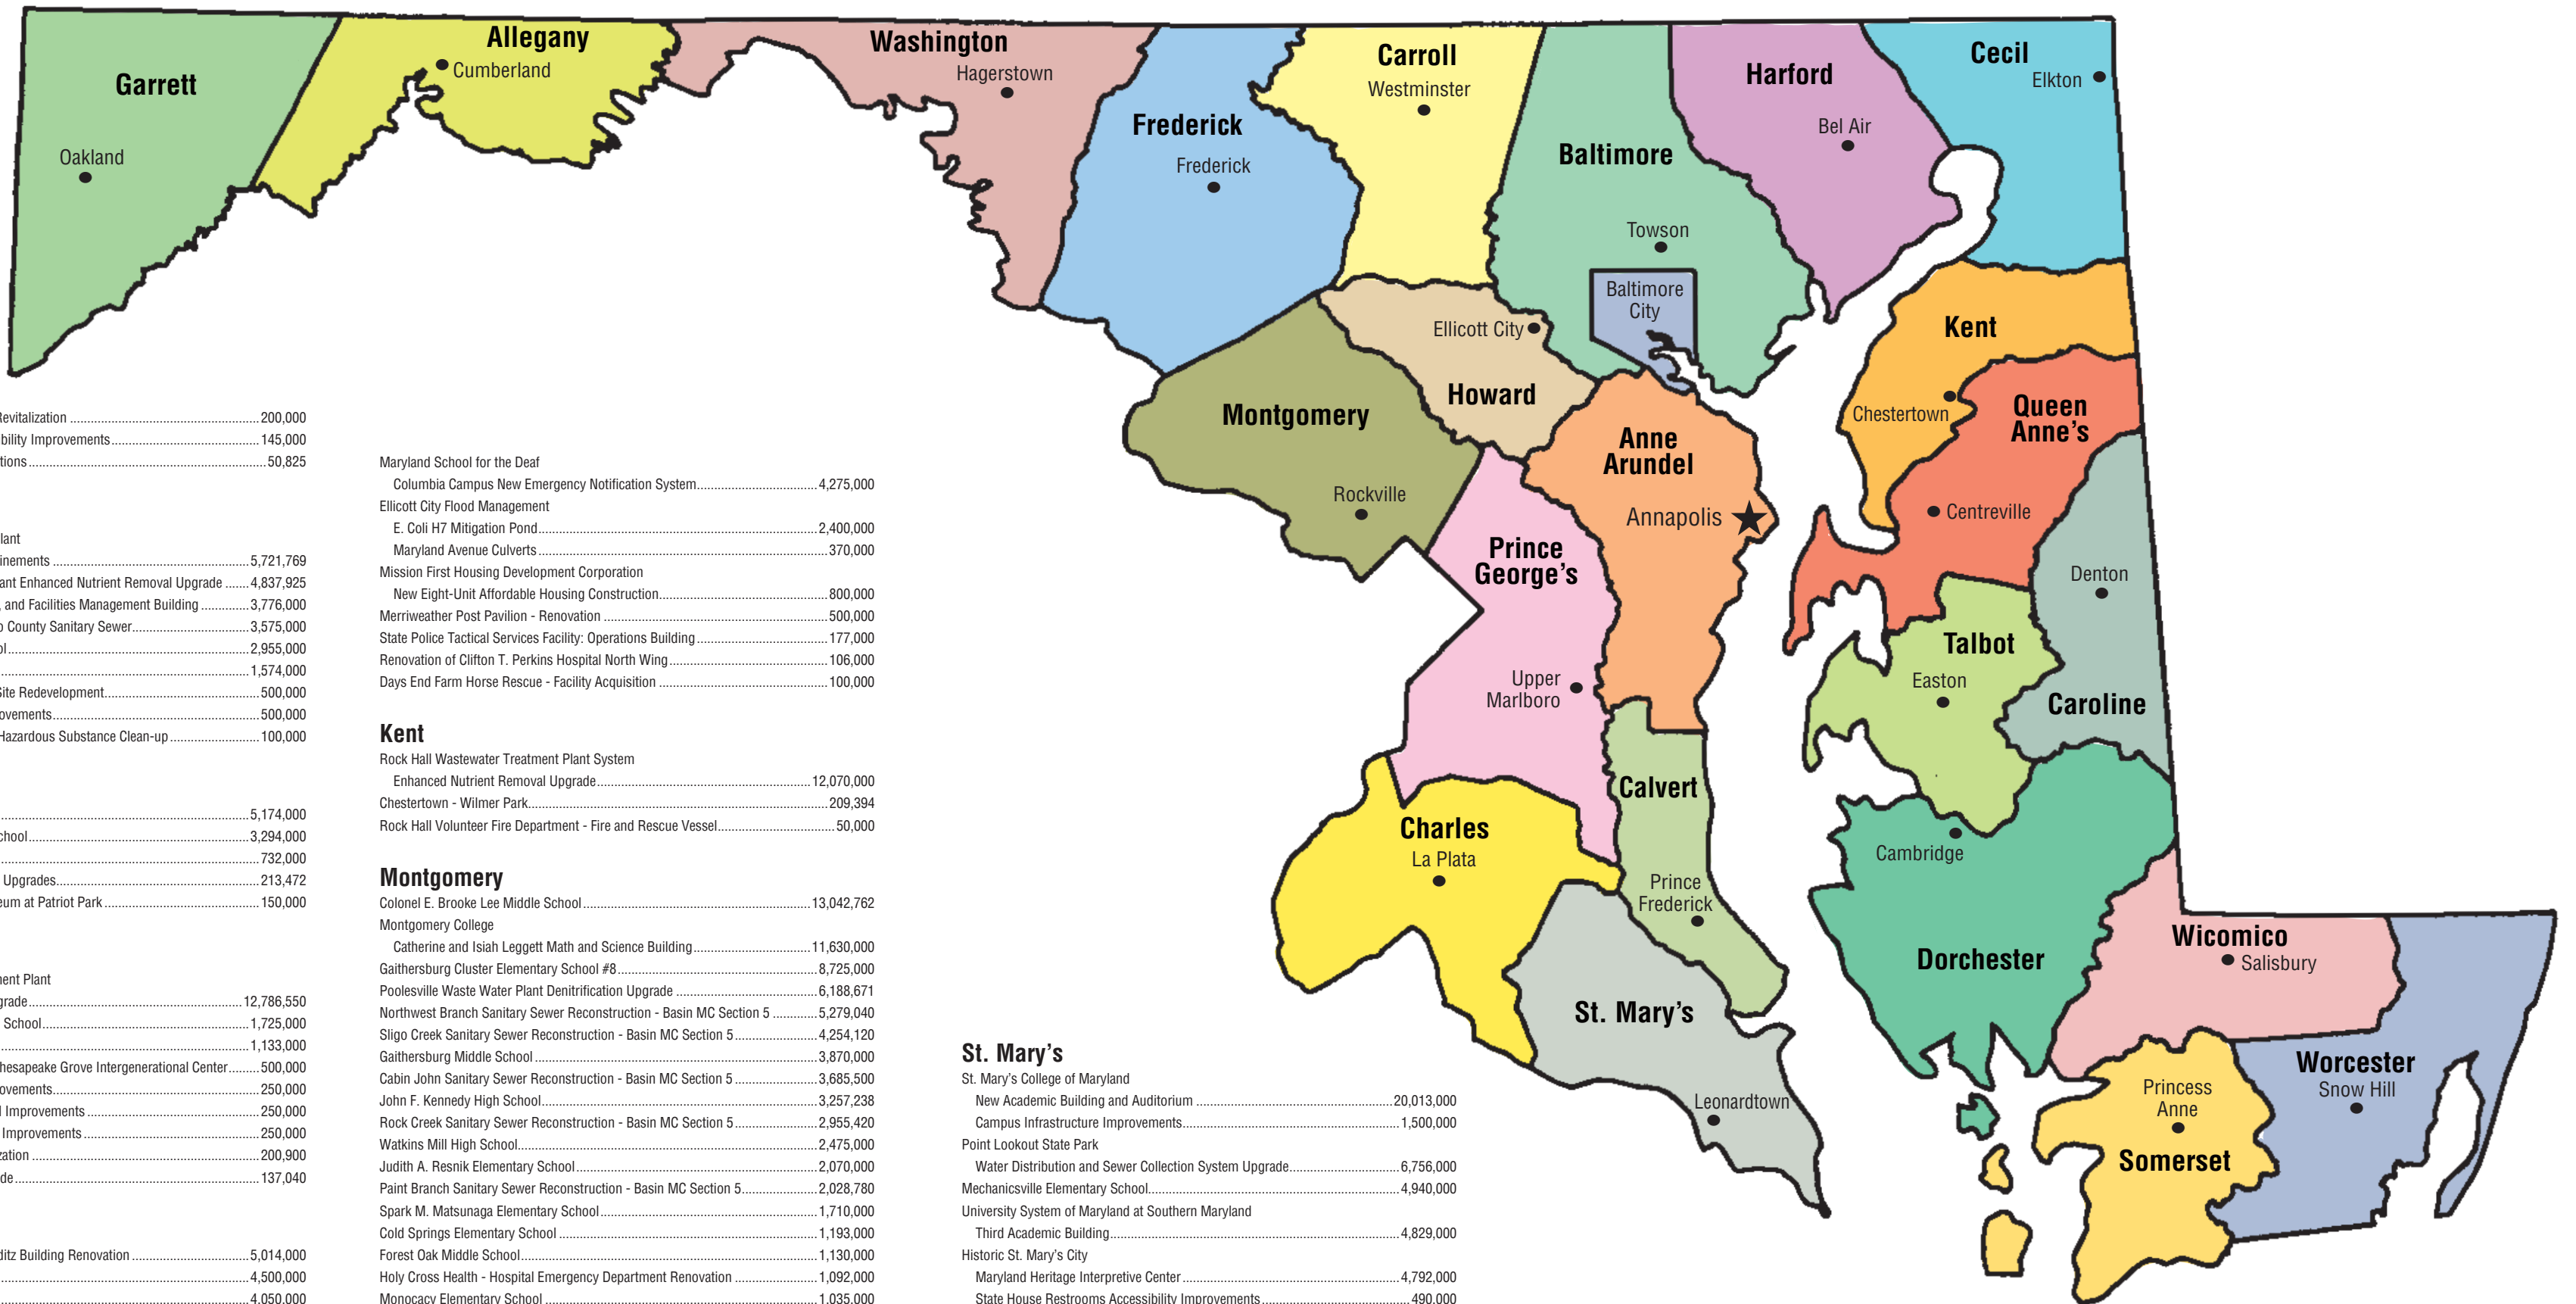 Garrett
Oakland
Allegany
Cumberland
Washington
Hagerstown
Frederick
Frederick
Carroll
Westminster
Baltimore
Towson
Baltimore
City
Harford
Bel Air
Cecil
Elkton
Kent
Chestertown
Queen
Anne's
Centreville
Howard
Ellicott City
Montgomery
Rockville
Anne
Arundel
Annapolis
Prince
George's
Upper
Marlboro
Talbot
Easton
Caroline
Denton
Calvert
Prince
Frederick
Charles
La Plata
St. Mary's
Leonardtown
Dorchester
Cambridge
Wicomico
Salisbury
Worcester
Snow Hill
Princess
Anne
Somerset
Revitalization 200,000
bility Improvements 145,000
tions 50,825
lant
inements 5,721,769
ant Enhanced Nutrient Removal Upgrade 4,837,925
, and Facilities Management Building 3,776,000
o County Sanitary Sewer 3,575,000
ol 2,955,000
1,574,000
Site Redevelopment 500,000
ovements 500,000
Hazardous Substance Clean-up 100,000
5,174,000
chool 3,294,000
732,000
Upgrades 213,472
eum at Patriot Park 150,000
nent Plant
grade 12,786,550
School 1,725,000
1,133,000
hesapeake Grove Intergenerational Center 500,000
ovements 250,000
l Improvements 250,000
Improvements 250,000
zation 200,900
de 137,040
ditz Building Renovation 5,014,000
4,500,000
4,050,000
Maryland School for the Deaf
Columbia Campus New Emergency Notification System 4,275,000
Ellicott City Flood Management
E. Coli H7 Mitigation Pond 2,400,000
Maryland Avenue Culverts 370,000
Mission First Housing Development Corporation
New Eight-Unit Affordable Housing Construction 800,000
Merriweather Post Pavilion - Renovation 500,000
State Police Tactical Services Facility: Operations Building 177,000
Renovation of Clifton T. Perkins Hospital North Wing 106,000
Days End Farm Horse Rescue - Facility Acquisition 100,000
Kent
Rock Hall Wastewater Treatment Plant System
Enhanced Nutrient Removal Upgrade 12,070,000
Chestertown - Wilmer Park 209,394
Rock Hall Volunteer Fire Department - Fire and Rescue Vessel 50,000
Montgomery
Colonel E. Brooke Lee Middle School 13,042,762
Montgomery College
Catherine and Isiah Leggett Math and Science Building 11,630,000
Gaithersburg Cluster Elementary School #8 8,725,000
Poolesville Waste Water Plant Denitrification Upgrade 6,188,671
Northwest Branch Sanitary Sewer Reconstruction - Basin MC Section 5 5,279,040
Sligo Creek Sanitary Sewer Reconstruction - Basin MC Section 5 4,254,120
Gaithersburg Middle School 3,870,000
Cabin John Sanitary Sewer Reconstruction - Basin MC Section 5 3,685,500
John F. Kennedy High School 3,257,238
Rock Creek Sanitary Sewer Reconstruction - Basin MC Section 5 2,955,420
Watkins Mill High School 2,475,000
Judith A. Resnik Elementary School 2,070,000
Paint Branch Sanitary Sewer Reconstruction - Basin MC Section 5 2,028,780
Spark M. Matsunaga Elementary School 1,710,000
Cold Springs Elementary School 1,193,000
Forest Oak Middle School 1,130,000
Holy Cross Health - Hospital Emergency Department Renovation 1,092,000
Monocacy Elementary School 1,035,000
St. Mary's
St. Mary's College of Maryland
New Academic Building and Auditorium 20,013,000
Campus Infrastructure Improvements 1,500,000
Point Lookout State Park
Water Distribution and Sewer Collection System Upgrade 6,756,000
Mechanicsville Elementary School 4,940,000
University System of Maryland at Southern Maryland
Third Academic Building 4,829,000
Historic St. Mary's City
Maryland Heritage Interpretive Center 4,792,000
State House Restrooms Accessibility Improvements 490,000